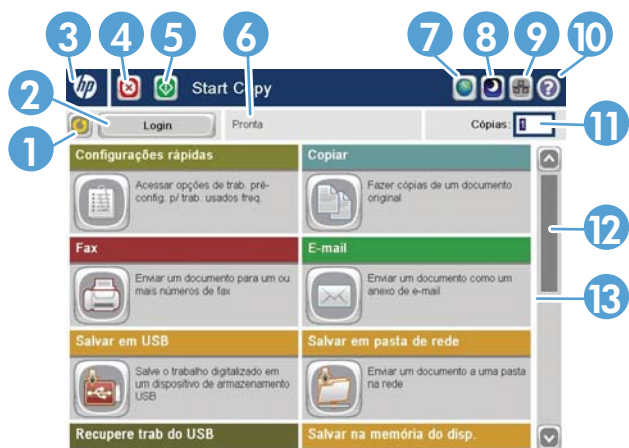 3 4 5 6 7 8 9 10
hp Start Copy ?
2 Login Pronta Cópias: 1 11
1
Configurações rápidas
Acessar opções de trab. pré-
config. p/ trab. usados freq.
Copiar
Fazer cópias de um documento
original
12
Fax
Enviar um documento para um ou
mais números de fax
E-mail
Enviar um documento como um
anexo de e-mail
13
Salvar em USB
Salve o trabalho digitalizado em
um dispositivo de armazenamento
USB
Salvar em pasta de rede
Enviar um documento a uma pasta
na rede
Recupere trab do USB
Salvar na memória do disp.